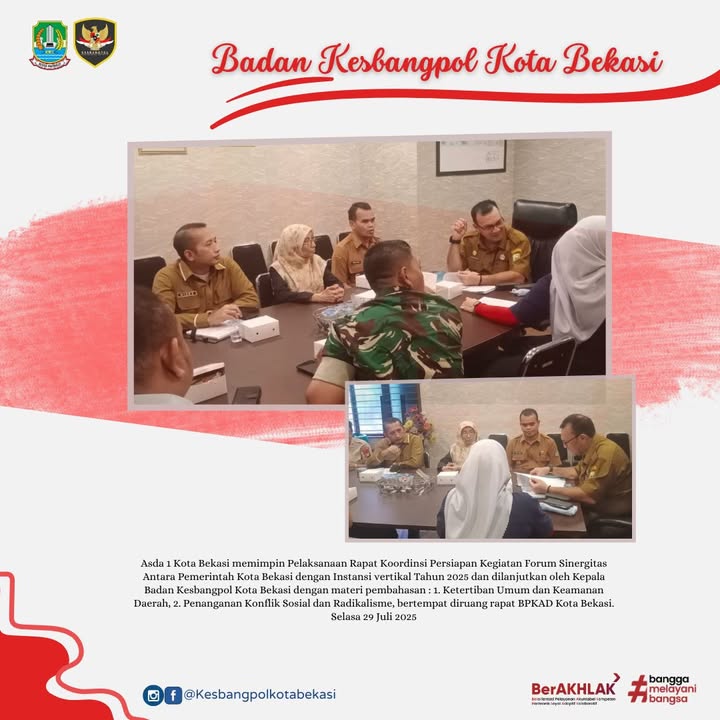 Badan Kesbangpol Kota Bekasi
Asda 1 Kota Bekasi memimpin Pelaksanaan Rapat Koordinsi Persiapan Kegiatan Forum Sinergitas
Antara Pemerintah Kota Bekasi dengan Instansi vertikal Tahun 2025 dan dilanjutkan oleh Kepala
Badan Kesbangpol Kota Bekasi dengan materi pembahasan : 1. Ketertiban Umum dan Keamanan
Daerah, 2. Penanganan Konflik Sosial dan Radikalisme, bertempat diruang rapat BPKAD Kota Bekasi.
Selasa 29 Juli 2025
@Kesbangpolkotabekasi
BerAKHLAK
#bangga
melayani
bangsa